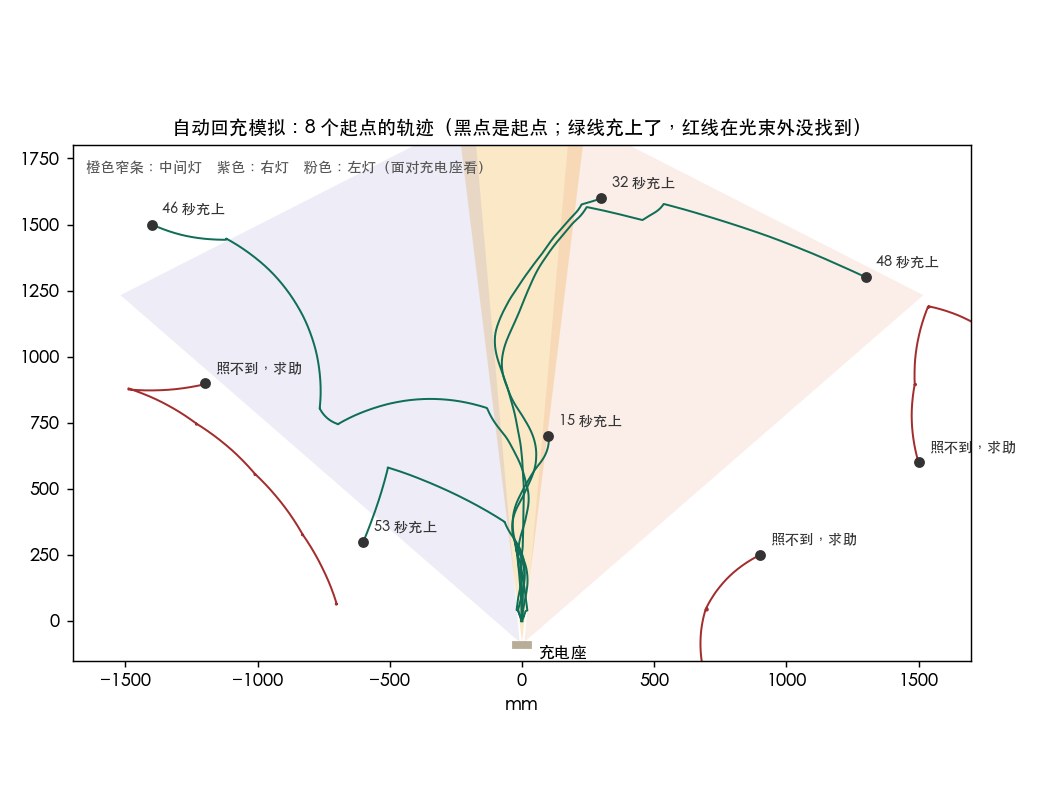 自动回充模拟：8 个起点的轨迹（黑点是起点；绿线充上了，红线在光束外没找到）
橙色窄条：中间灯 紫色：右灯 粉色：左灯（面对充电座看）
1750
1500
1250
1000
750
500
250
0
46 秒充上
32 秒充上
48 秒充上
照不到，求助
15 秒充上
照不到，求助
53 秒充上
照不到，求助
充电座
−1500
−1000
−500
0
500
1000
1500
mm